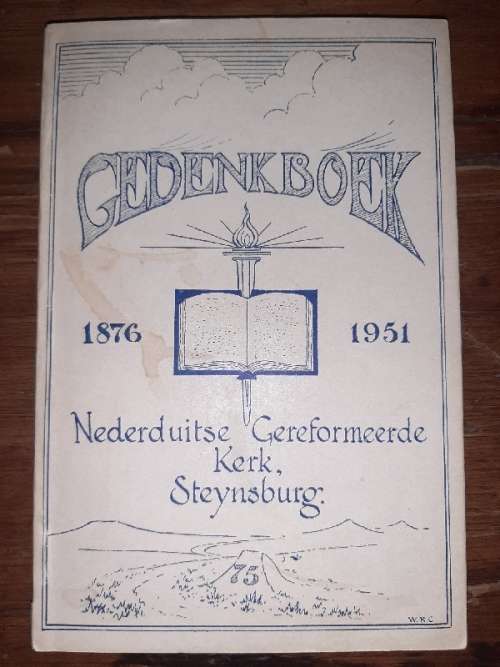 GEDENKBOEK
1876 1951
Nederduitse Gereformeerde
Kerk,
Steynsburg.
75
W.R.C.